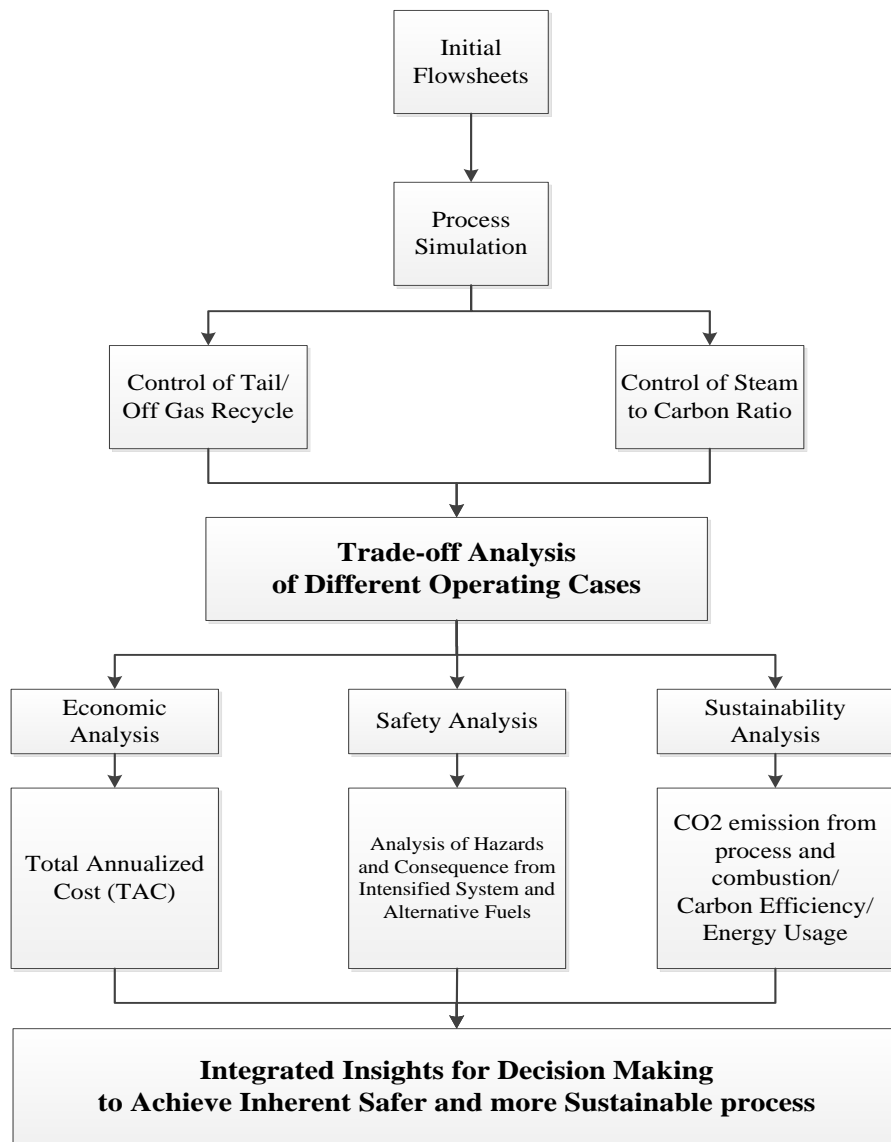 Initial
Flowsheets
Process
Simulation
Control of Tail/
Off Gas Recycle
Control of Steam
to Carbon Ratio
Trade-off Analysis
of Different Operating Cases
Economic
Analysis
Safety Analysis
Sustainability
Analysis
Total Annualized
Cost (TAC)
Analysis of Hazards
and Consequence from
Intensified System and
Alternative Fuels
CO2 emission from
process and
combustion/
Carbon Efficiency/
Energy Usage
Integrated Insights for Decision Making
to Achieve Inherent Safer and more Sustainable process